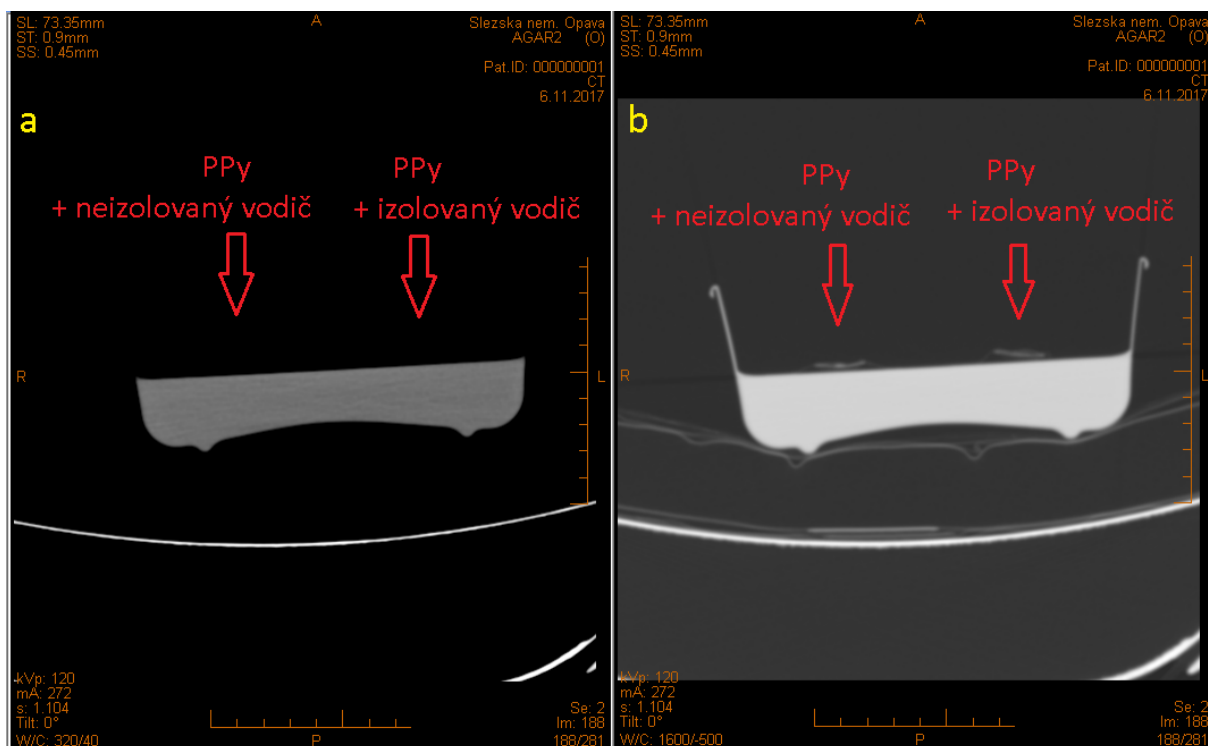 SL: 73.35mm
ST: 0.9mm
SS: 0.45mm
A
Slezska nem. Opava
AGAR2 (O)
Pat.ID: 000000001
CT
6.11.2017
a
PPy
+ neizolovaný vodič
PPy
+ izolovaný vodič
R
L
kVp: 120
mA: 272
s: 1.104
Tilt: 0°
W/C: 320/40
P
Se: 2
Im: 188
188/281
SL: 73.35mm
ST: 0.9mm
SS: 0.45mm
A
Slezska nem. Opava
AGAR2 (O)
Pat.ID: 000000001
CT
6.11.2017
b
PPy
+ neizolovaný vodič
PPy
+ izolovaný vodič
R
L
kVp: 120
mA: 272
s: 1.104
Tilt: 0°
W/C: 1600/-500
P
Se: 2
Im: 188
188/281